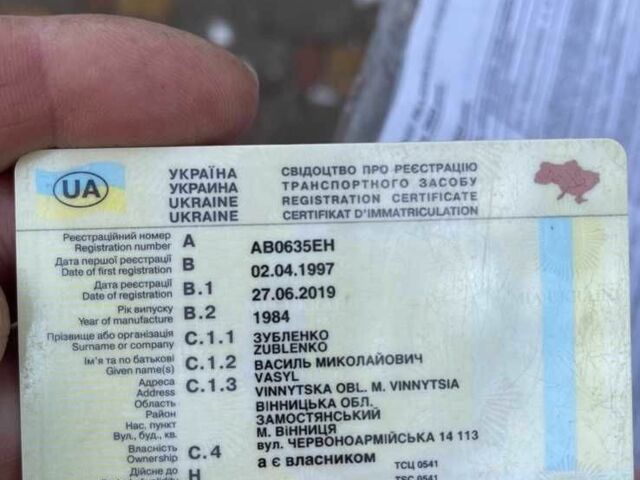 UA
УКРАЇНА СВІДОЦТВО ПРО РЕЄСТРАЦІЮ
УКРАИНА ТРАНСПОРТНОГО ЗАСОБУ
UKRAINE REGISTRATION CERTIFICATE
UKRAINE CERTIFIKAT D'IMMATRICULATION
Реєстраційний номер A AB0635EH
Registration number
Дата першої реєстрації B 02.04.1997
Date of first registration
Дата реєстрації B.1 27.06.2019
Date of registration
Рік випуску B.2 1984
Year of manufacture
Прізвище або організація C.1.1 ЗУБЛЕНКО
Surname or company ZUBLENKO
Ім'я та по батькові C.1.2 ВАСИЛЬ МИКОЛАЙОВИЧ
Given name(s) VASYL
Адреса C.1.3 VINNYTSKA OBL. M. VINNYTSIA
Address
Область ВІННИЦЬКА ОБЛ.
Район ЗАМОСТЯНСЬКИЙ
Нас. пункт М. ВІННИЦЯ
Вул., буд., кв. вул. ЧЕРВОНОАРМІЙСЬКА 14 113
Власність C.4 а є власником ТСЦ 0541
Ownership
Дійсне до H TSC 0541